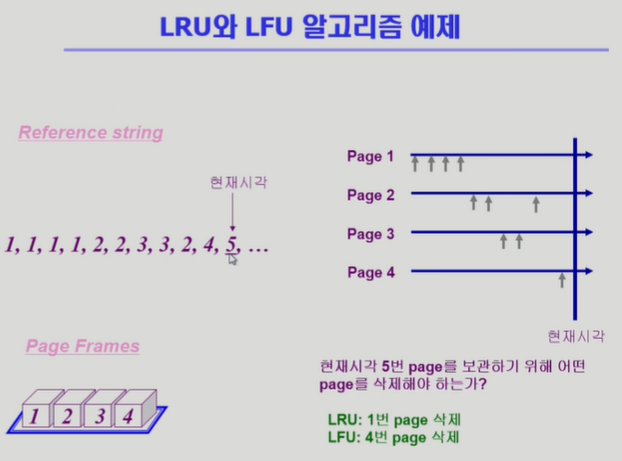 LRU와 LFU 알고리즘 예제
Reference string
현재시각
1, 1, 1, 1, 2, 2, 3, 3, 2, 4, 5, …
Page Frames
1 2 3 4
Page 1
Page 2
Page 3
Page 4
현재시각
현재시각 5번 page를 보관하기 위해 어떤
page를 삭제해야 하는가?
LRU: 1번 page 삭제
LFU: 4번 page 삭제